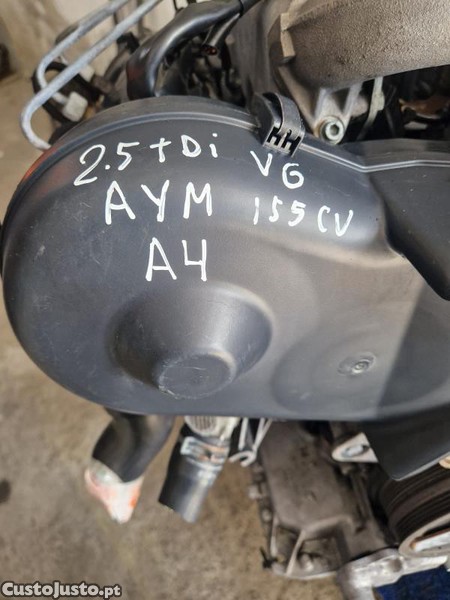 2.5 tDi V6
AYM 155 CV
A4
CustoJusto.pt